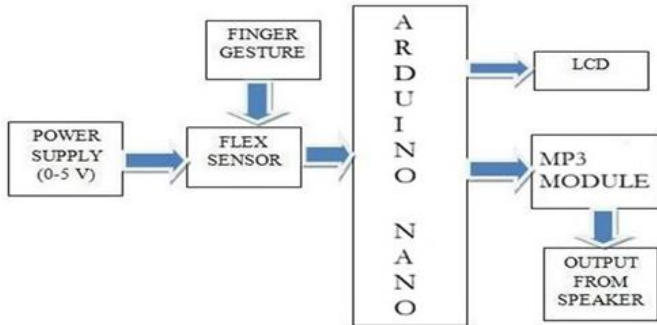 FINGER
GESTURE
POWER
SUPPLY
(0-5 V)
FLEX
SENSOR
A
R
D
U
I
N
O
N
A
N
O
LCD
MP3
MODULE
OUTPUT
FROM
SPEAKER